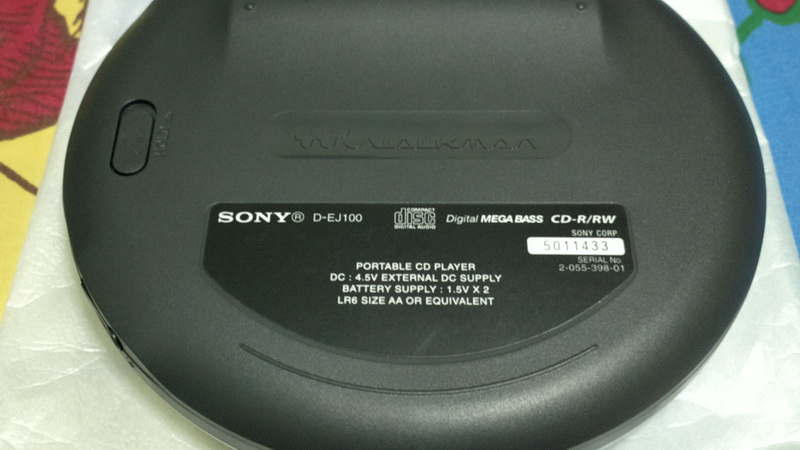 HOLD
WALKMAN
SONY® D-EJ100 COMPACT disc DIGITAL AUDIO Digital MEGA BASS CD-R/RW
SONY CORP.
5011433
SERIAL No
2-055-398-01
PORTABLE CD PLAYER
DC : 4.5V EXTERNAL DC SUPPLY
BATTERY SUPPLY : 1.5V X 2
LR6 SIZE AA OR EQUIVALENT